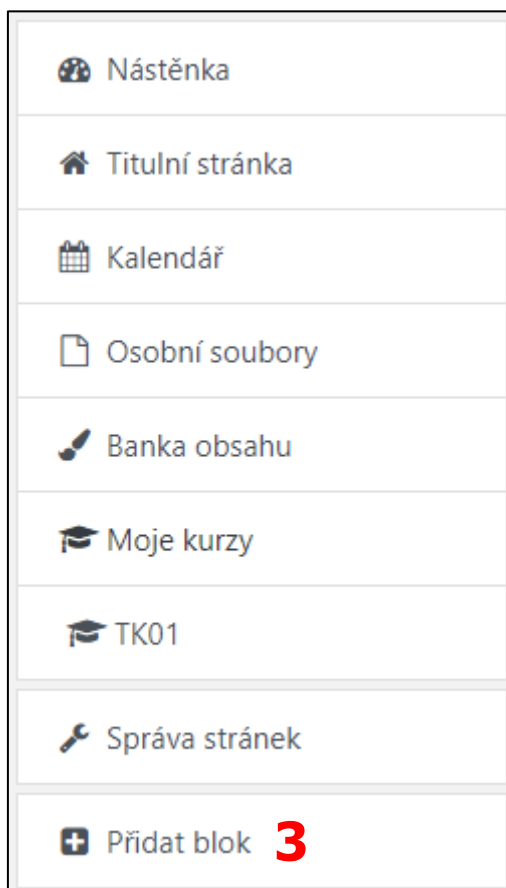 Nástěnka
Titulní stránka
Kalendář
Osobní soubory
Banka obsahu
Moje kurzy
TK01
Správa stránek
Přidat blok 3